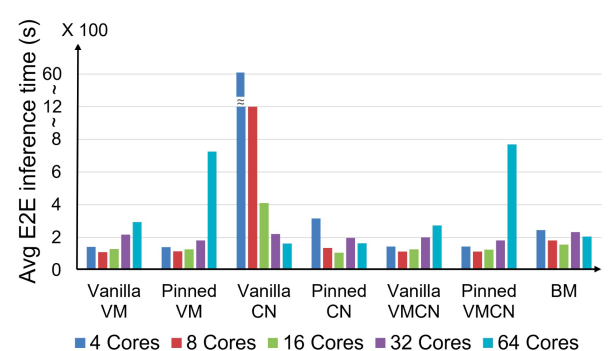 X 100
Avg E2E inference time (s)
60
~
12
~
8
6
4
2
0
≈
Vanilla VM
Pinned VM
Vanilla CN
Pinned CN
Vanilla VMCN
Pinned VMCN
BM
4 Cores 8 Cores 16 Cores 32 Cores 64 Cores